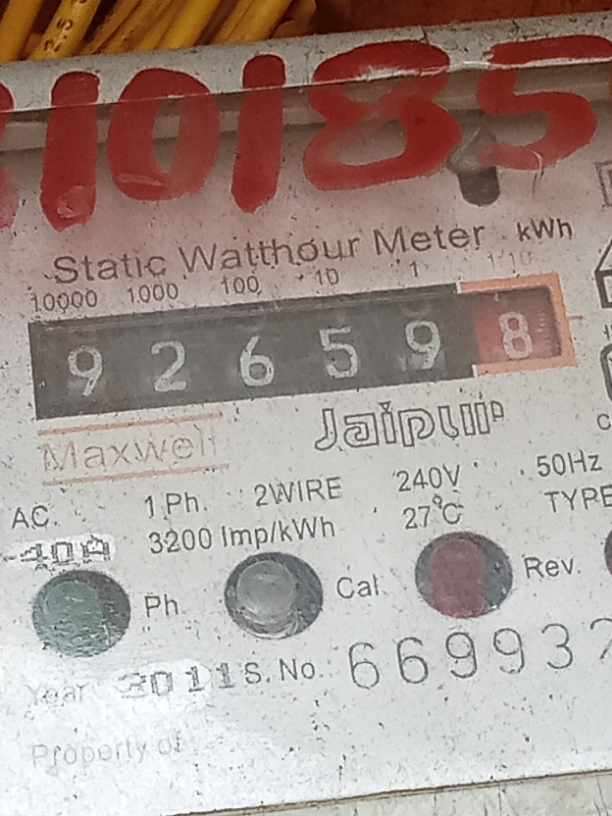 10185
Static Watthour Meter kWh
10000 1000 100 10 1 1/10
9 2 6 5 9 8
Maxwell Jaipur
AC. 1 Ph. 2WIRE 240V 50Hz
-40A 3200 Imp/kWh 27°C TYPE
Ph Cal. Rev.
Year 2011 S. No. 669937
Property of